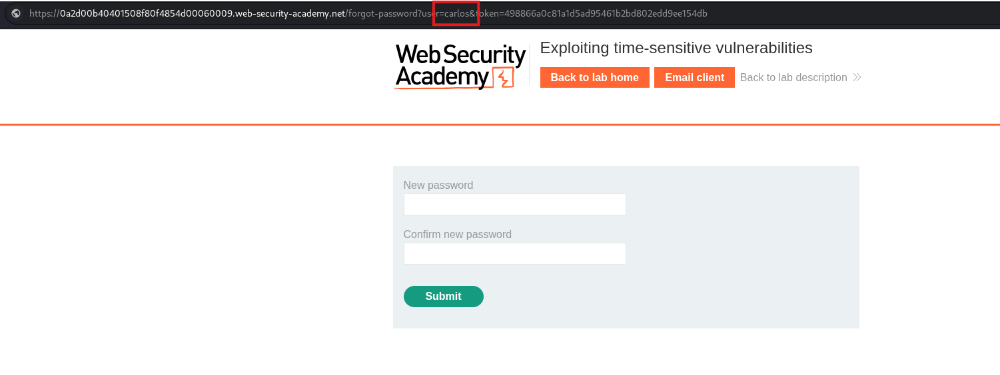 https://0a2d00b40401508f80f4854d00060009.web-security-academy.net/forgot-password?user=carlos&token=498866a0c81a1d5ad95461b2bd802edd9ee154db
Web Security
Academy
Exploiting time-sensitive vulnerabilities
Back to lab home
Email client
Back to lab description
New password
Confirm new password
Submit